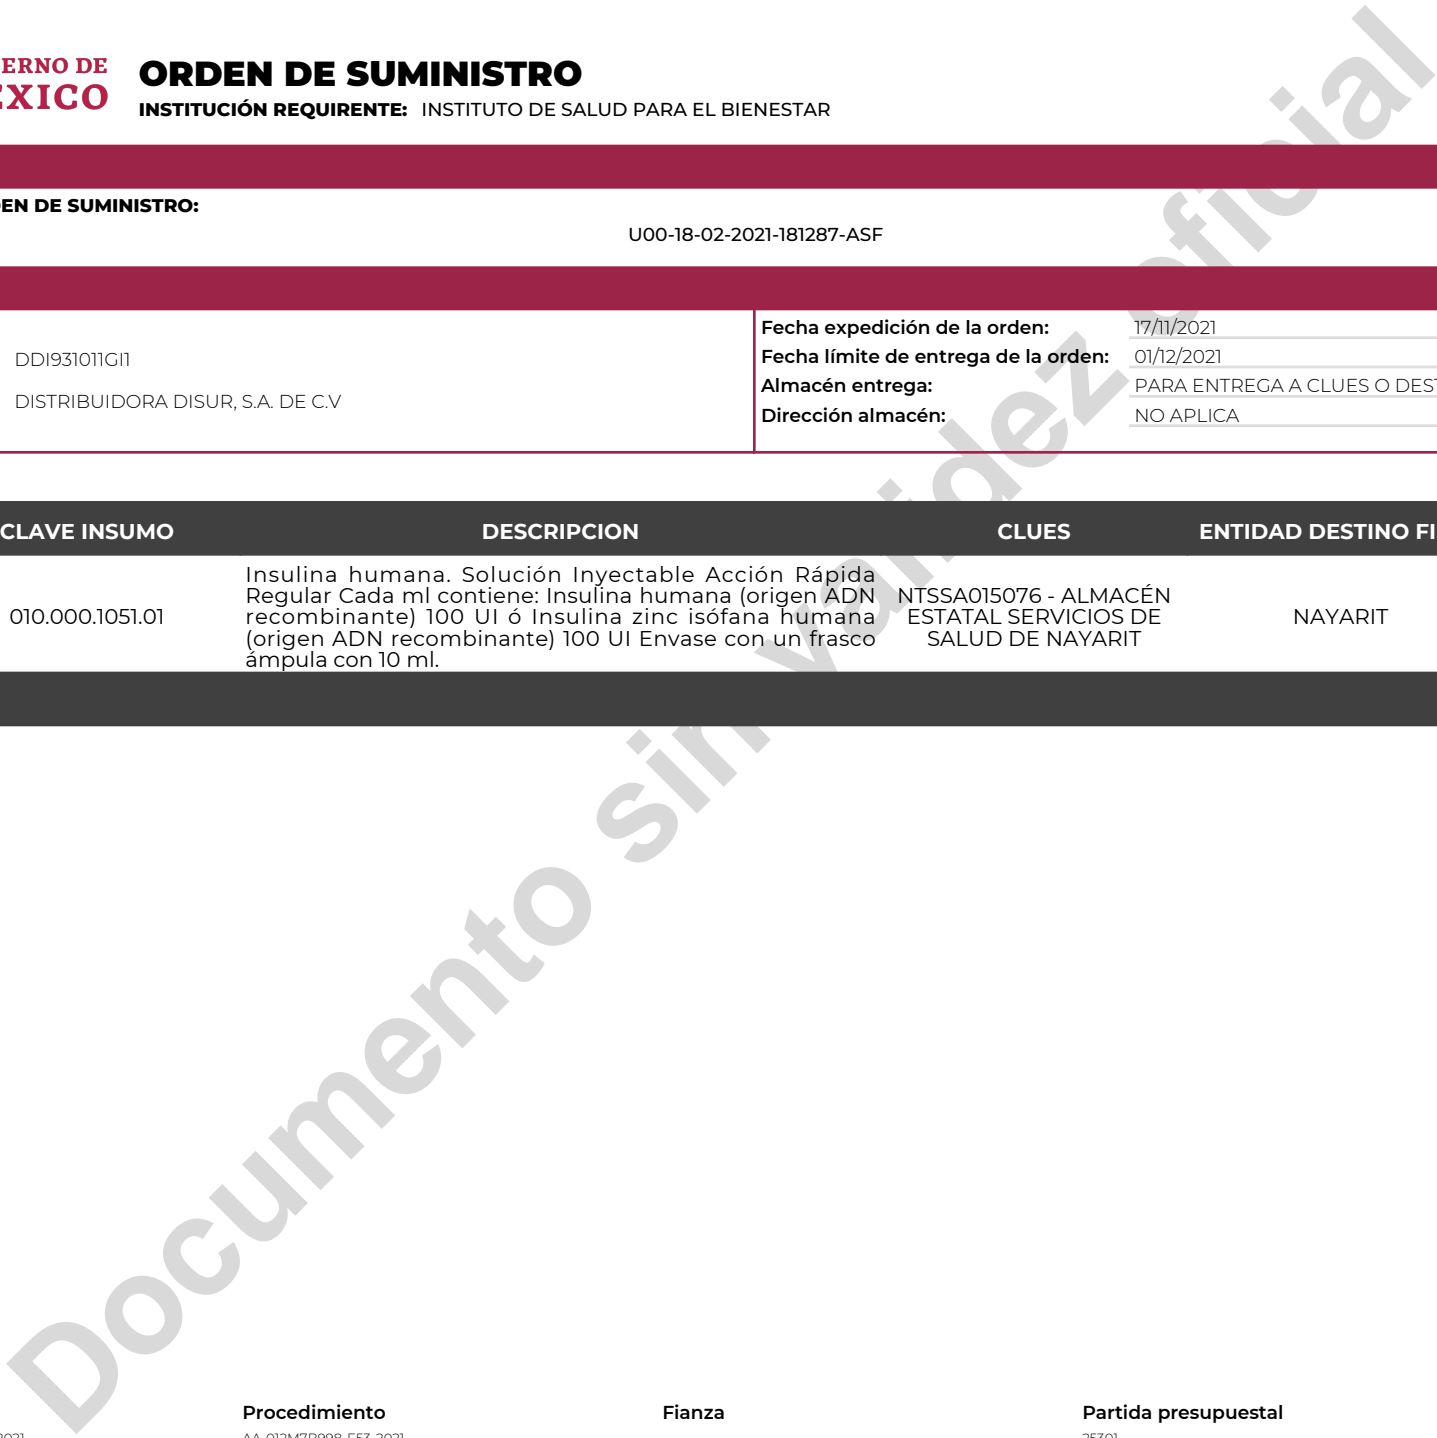 ERNO DE
EXICO
ORDEN DE SUMINISTRO
INSTITUCIÓN REQUIRENTE: INSTITUTO DE SALUD PARA EL BIENESTAR
EN DE SUMINISTRO:
U00-18-02-2021-181287-ASF
DDI931011GI1
DISTRIBUIDORA DISUR, S.A. DE C.V
Fecha expedición de la orden: 17/11/2021
Fecha límite de entrega de la orden: 01/12/2021
Almacén entrega: PARA ENTREGA A CLUES O DEST
Dirección almacén: NO APLICA
CLAVE INSUMO DESCRIPCION CLUES ENTIDAD DESTINO FI
010.000.1051.01
Insulina humana. Solución Inyectable Acción Rápida
Regular Cada ml contiene: Insulina humana (origen ADN
recombinante) 100 UI ó Insulina zinc isófana humana
(origen ADN recombinante) 100 UI Envase con un frasco
ámpula con 10 ml.
NTSSA015076 - ALMACÉN
ESTATAL SERVICIOS DE
SALUD DE NAYARIT
NAYARIT
Documento sin validez oficial
Procedimiento Fianza Partida presupuestal